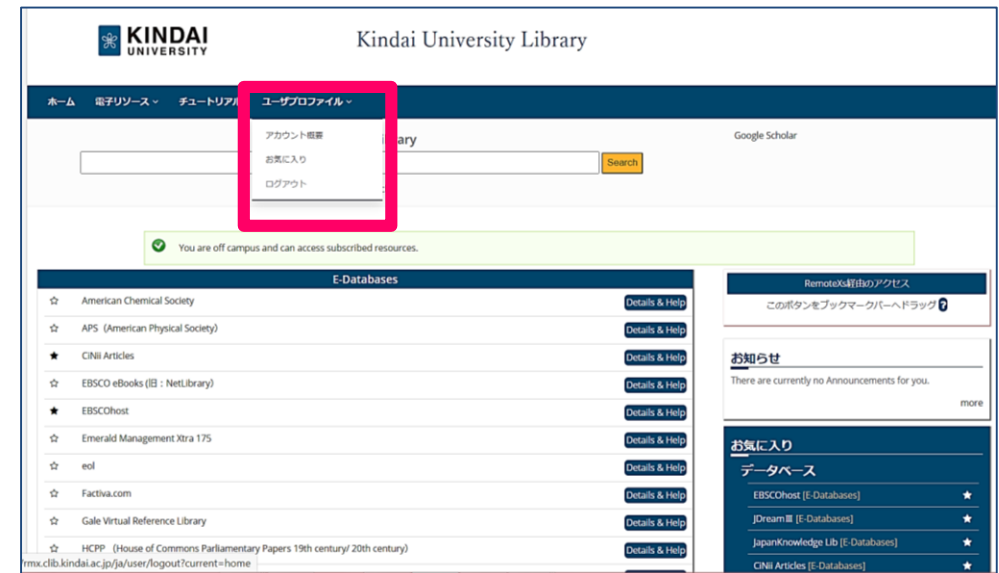 KINDAI
UNIVERSITY
Kindai University Library
ホーム 電子リソース チュートリアル ユーザプロファイル
アカウント概要
お気に入り
ログアウト
Search
Google Scholar
You are off campus and can access subscribed resources.
E-Databases
American Chemical Society Details & Help
APS（American Physical Society） Details & Help
CiNii Articles Details & Help
EBSCO eBooks (旧：NetLibrary) Details & Help
EBSCOhost Details & Help
Emerald Management Xtra 175 Details & Help
eol Details & Help
Factiva.com Details & Help
Gale Virtual Reference Library Details & Help
HCPP （House of Commons Parliamentary Papers 19th century/ 20th century) Details & Help
rmx.clib.kindai.ac.jp/ja/user/logout?current=home
RemoteXs経由のアクセス
このボタンをブックマークバーへドラッグ ?
お知らせ
There are currently no Announcements for you.
more
お気に入り
データベース
EBSCOhost [E-Databases]
JDreamⅢ [E-Databases]
JapanKnowledge Lib [E-Databases]
CiNii Articles [E-Databases]